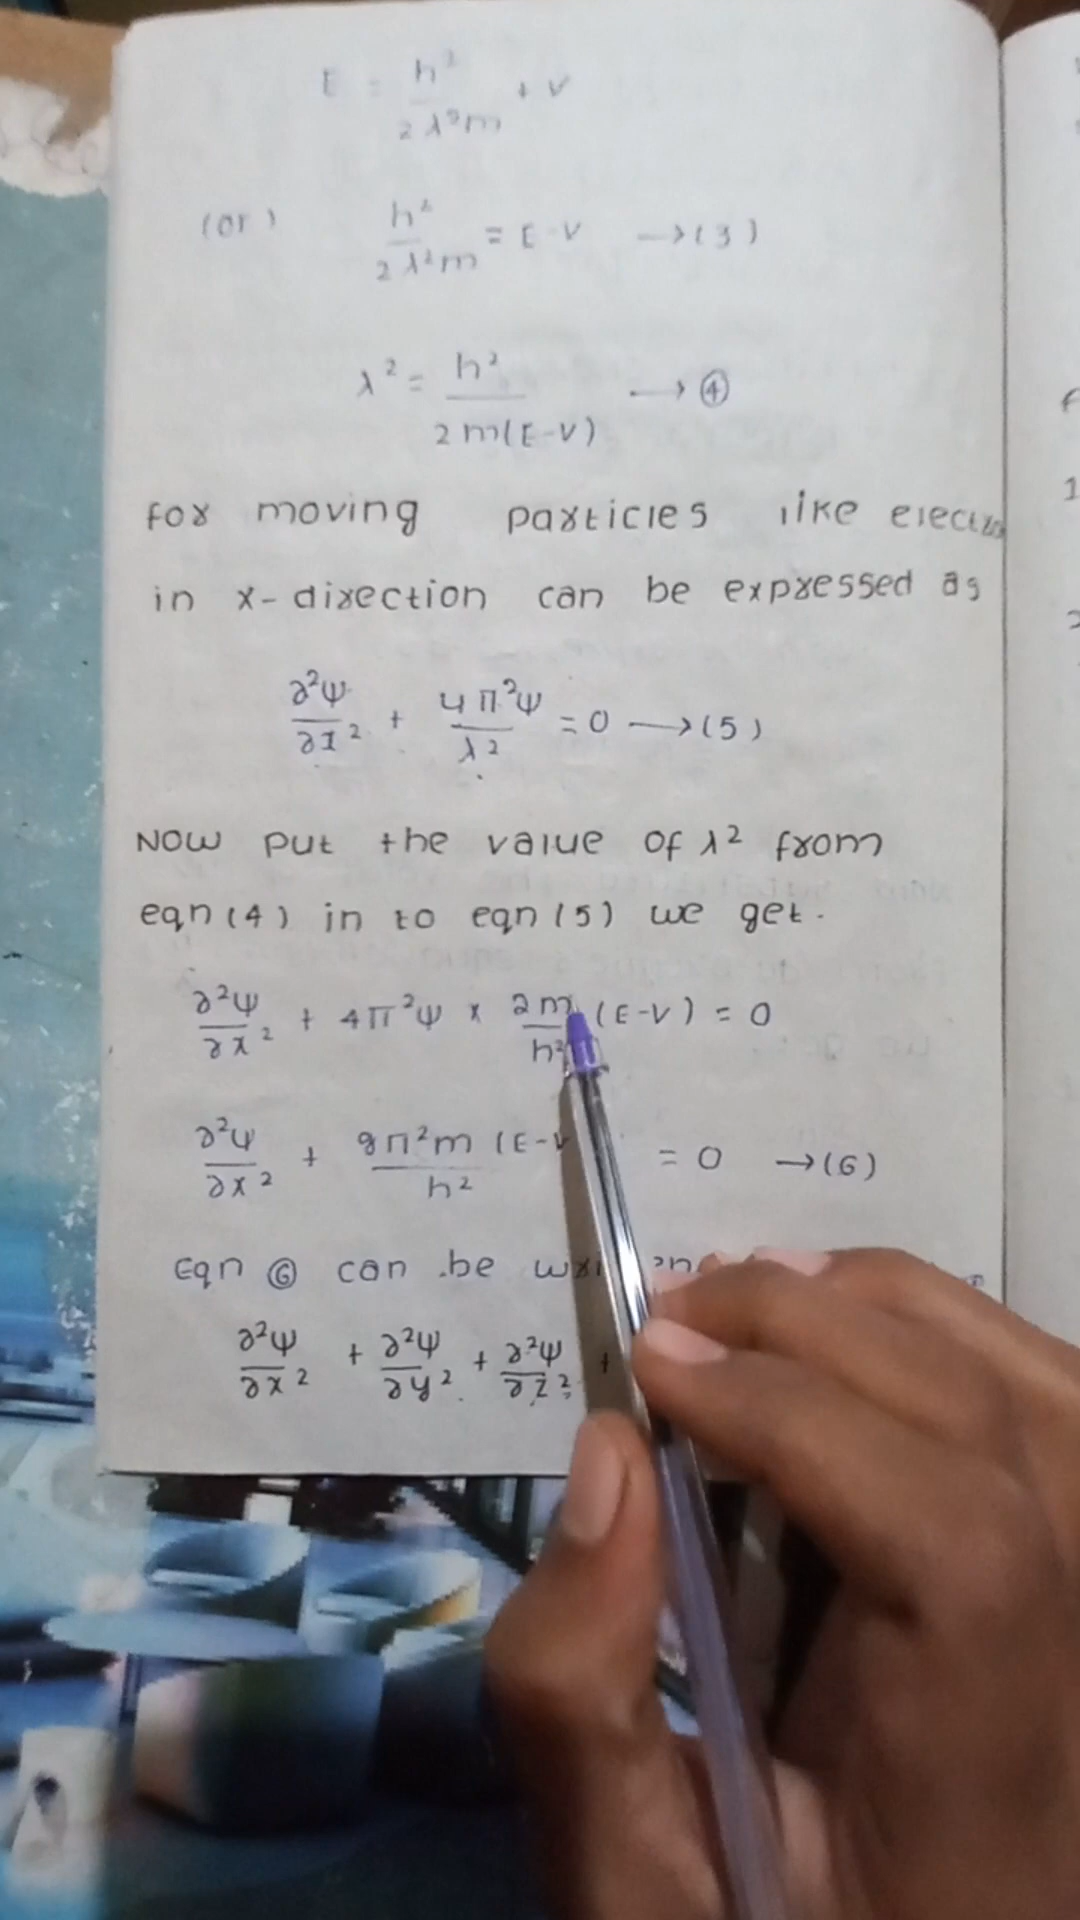 E = h² / 2λ²m + V
(or) h² / 2λ²m = E-V → (3)
λ² = h² / 2m(E-V) → ④
for moving particles like electro
in x-direction can be expressed as
∂²ψ/∂x² + 4π²ψ/λ² = 0 → (5)
Now put the value of λ² from
eqn (4) in to eqn (5) we get.
∂²ψ/∂x² + 4π²ψ × 2m/h² (E-V) = 0
∂²ψ/∂x² + 8π²m (E-V / h² = 0 → (6)
Eqn ⑥ can be
∂²ψ/∂x² + ∂²ψ/∂y² + ∂²ψ/∂z² +
1